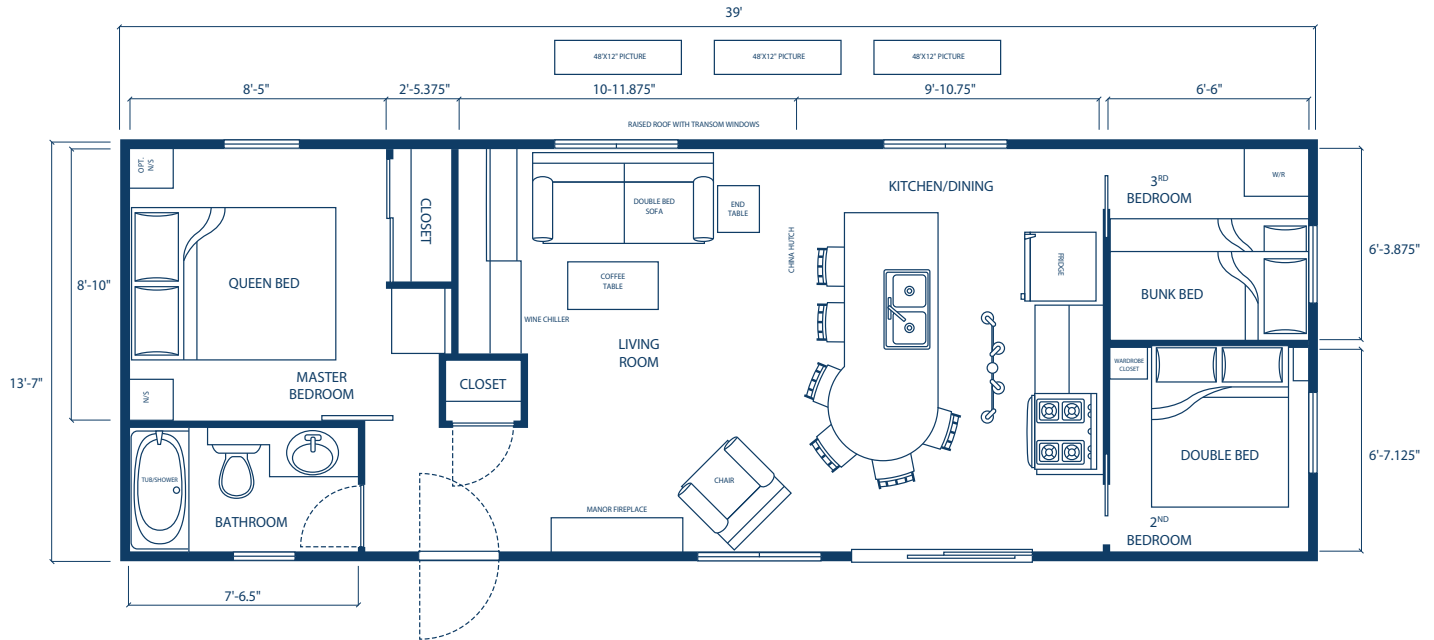 39'
48"X12" PICTURE
48"X12" PICTURE
48"X12" PICTURE
8'-5"
2'-5.375"
10-11.875"
9'-10.75"
6'-6"
RAISED ROOF WITH TRANSOM WINDOWS
OPT.
N/S
CLOSET
DOUBLE BED
SOFA
END
TABLE
KITCHEN/DINING
3RD
BEDROOM
W/R
8'-10"
QUEEN BED
COFFEE
TABLE
CHINA HUTCH
FRIDGE
BUNK BED
6'-3.875"
WINE CHILLER
LIVING
ROOM
13'-7"
N/S
MASTER
BEDROOM
CLOSET
WARDROBE
CLOSET
DOUBLE BED
6'-7.125"
TUB/SHOWER
BATHROOM
CHAIR
MANOR FIREPLACE
2ND
BEDROOM
7'-6.5"